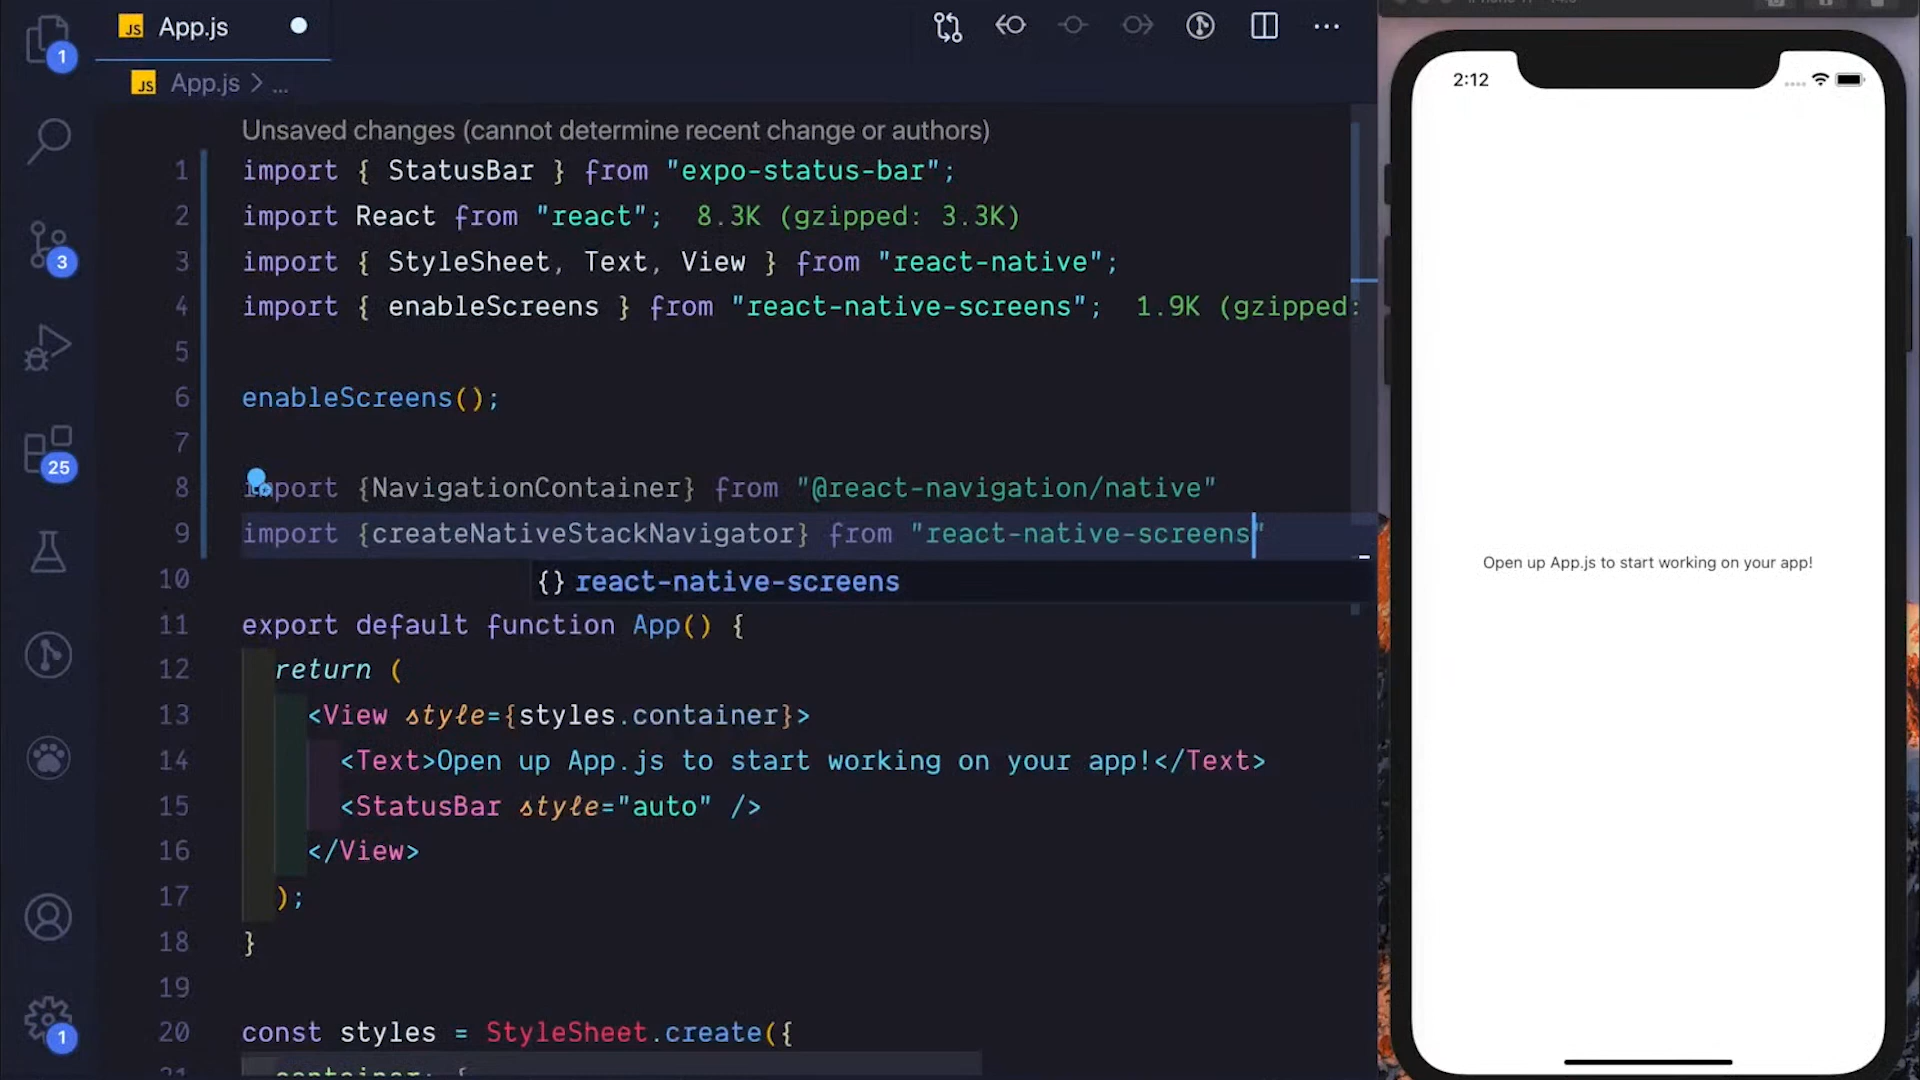 1
JS App.js
JS App.js > ...
Unsaved changes (cannot determine recent change or authors)
1 import { StatusBar } from "expo-status-bar";
2 import React from "react"; 8.3K (gzipped: 3.3K)
3 import { StyleSheet, Text, View } from "react-native";
3
4 import { enableScreens } from "react-native-screens"; 1.9K (gzipped:
5
6 enableScreens();
7
25
8 import {NavigationContainer} from "@react-navigation/native"
9 import {createNativeStackNavigator} from "react-native-screens"
10
{} react-native-screens
11 export default function App() {
12 return (
13 <View style={styles.container}>
14 <Text>Open up App.js to start working on your app!</Text>
15 <StatusBar style="auto" />
16 </View>
17 );
18 }
19
20 const styles = StyleSheet.create({
1
21 container: {
2:12
Open up App.js to start working on your app!